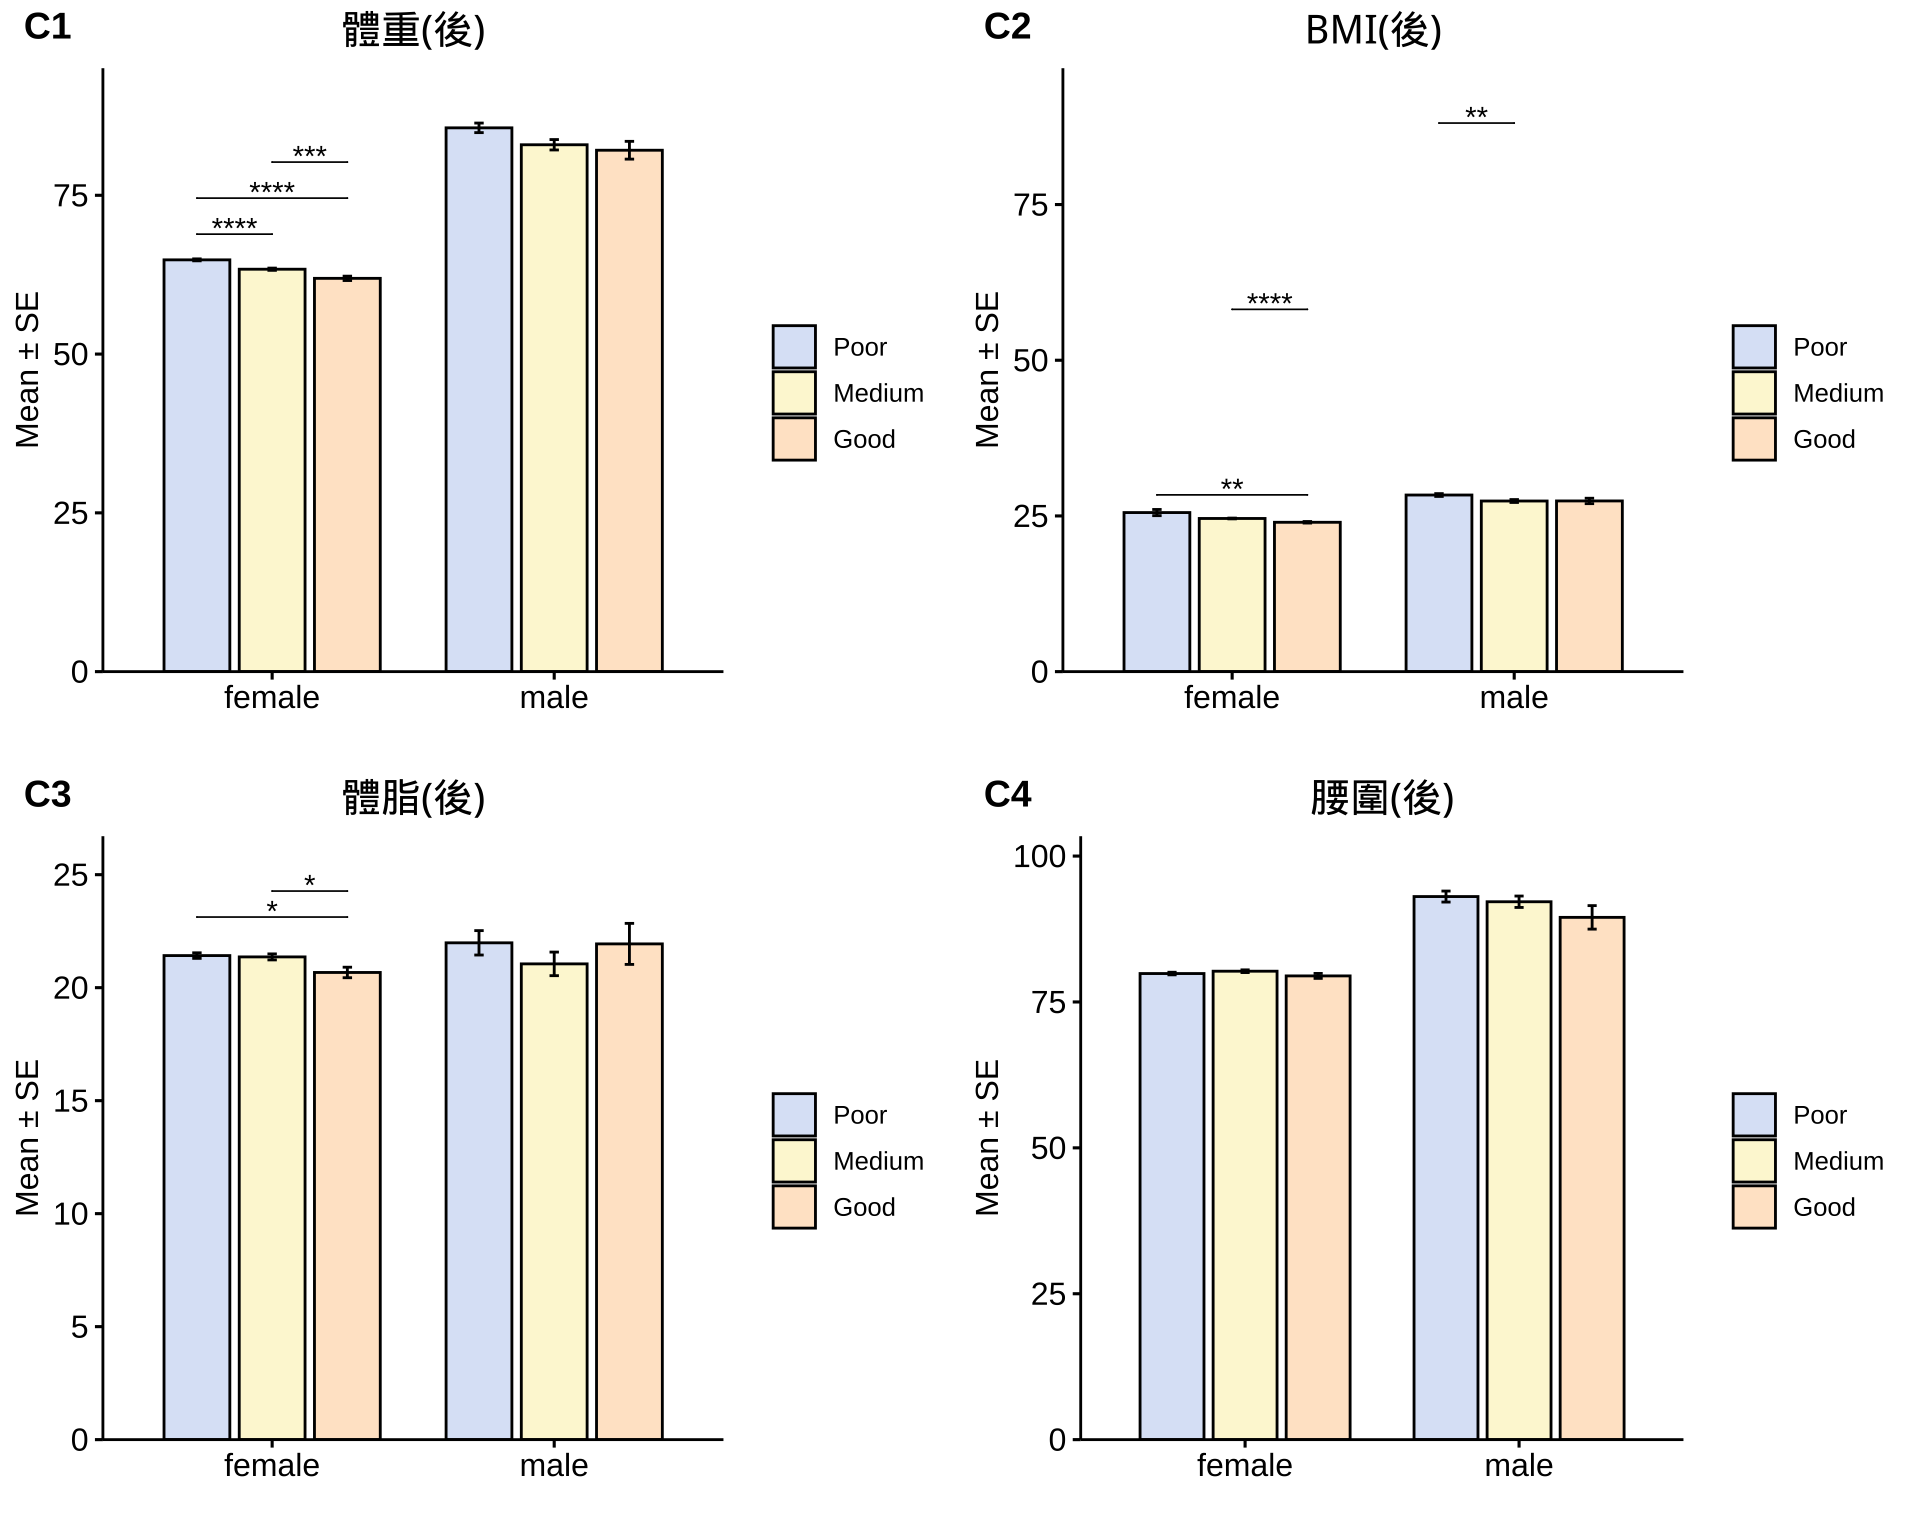 C1
體重(後)
Mean ± SE
75
50
25
0
***
****
****
female
male
Poor
Medium
Good
C2
BMI(後)
Mean ± SE
75
50
25
0
**
****
**
female
male
Poor
Medium
Good
C3
體脂(後)
Mean ± SE
25
20
15
10
5
0
*
*
female
male
Poor
Medium
Good
C4
腰圍(後)
Mean ± SE
100
75
50
25
0
female
male
Poor
Medium
Good